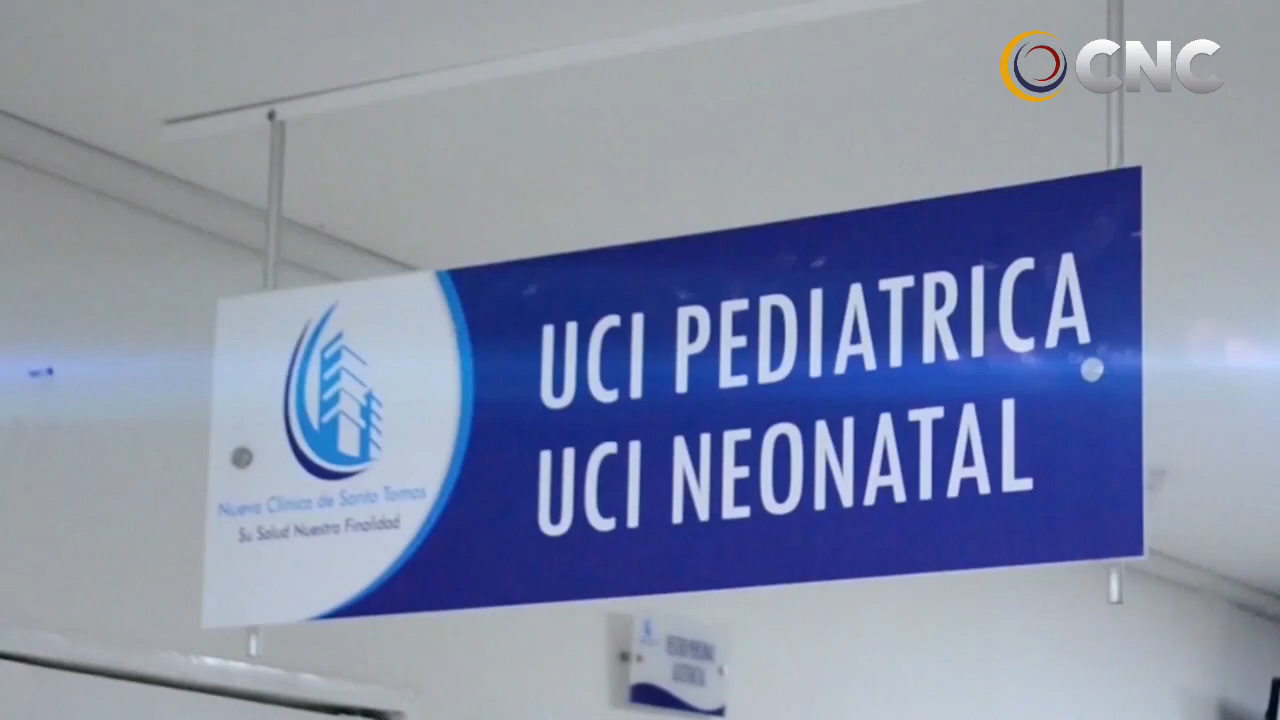 CNC
UCI PEDIATRICA
UCI NEONATAL
Nueva Clinica de Santo Tomas
Su Salud Nuestra Finalidad